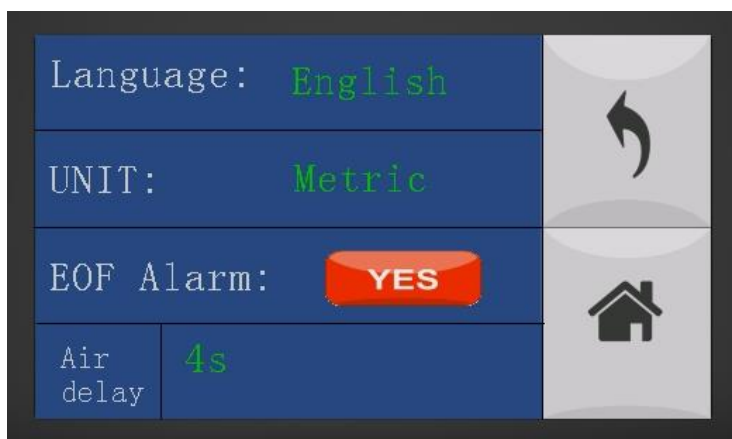 Language: English
UNIT: Metric
EOF Alarm: YES
Air delay 4s